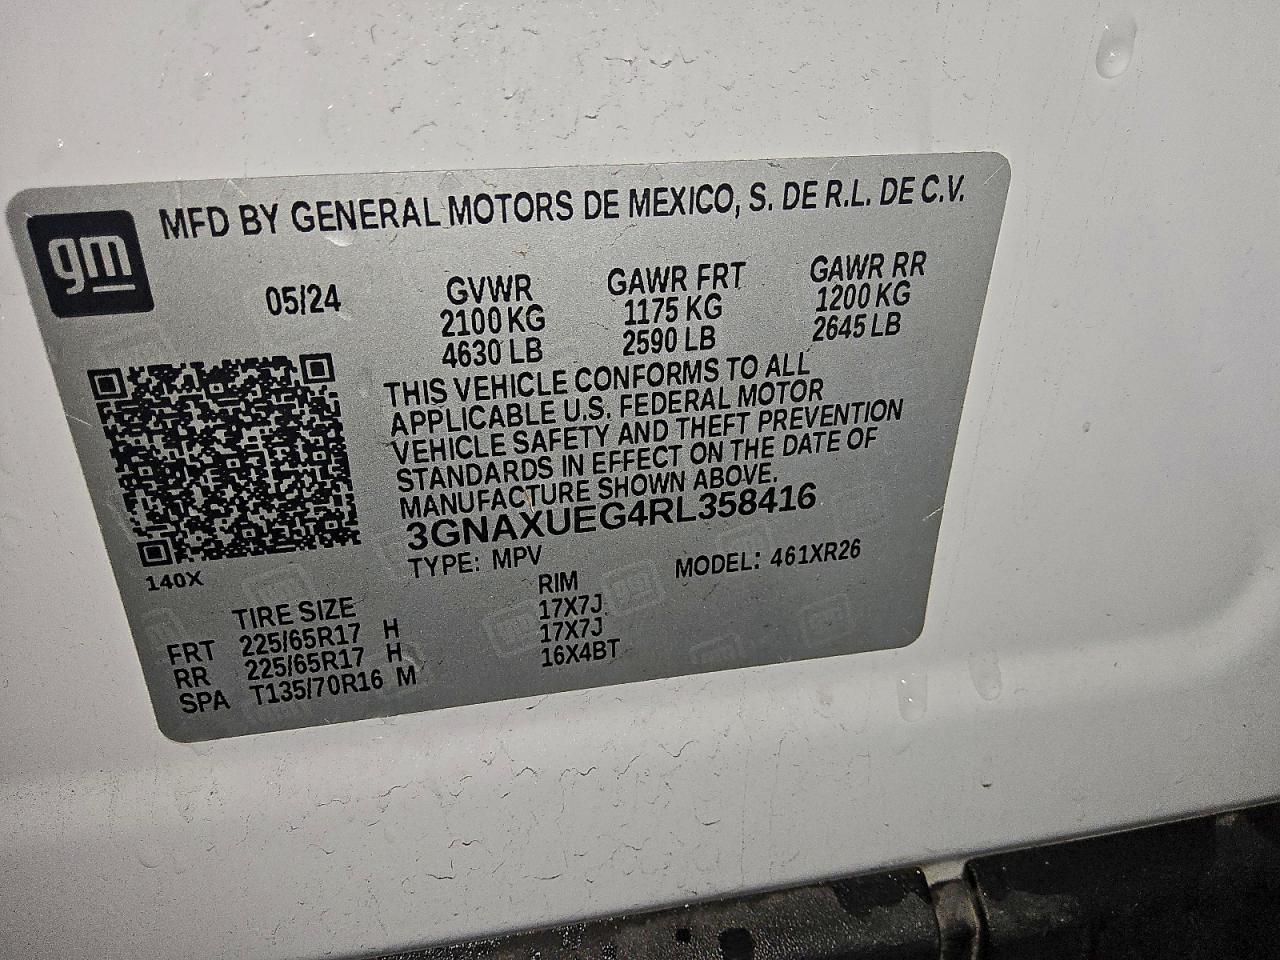 gm MFD BY GENERAL MOTORS DE MEXICO, S. DE R.L. DE C.V.
05/24 GVWR GAWR FRT GAWR RR
2100 KG 1175 KG 1200 KG
4630 LB 2590 LB 2645 LB
THIS VEHICLE CONFORMS TO ALL
APPLICABLE U.S. FEDERAL MOTOR
VEHICLE SAFETY AND THEFT PREVENTION
STANDARDS IN EFFECT ON THE DATE OF
MANUFACTURE SHOWN ABOVE.
3GNAXUEG4RL358416
140X TYPE: MPV MODEL: 461XR26
TIRE SIZE RIM
FRT 225/65R17 H 17X7J
RR 225/65R17 H 17X7J
SPA T135/70R16 M 16X4BT